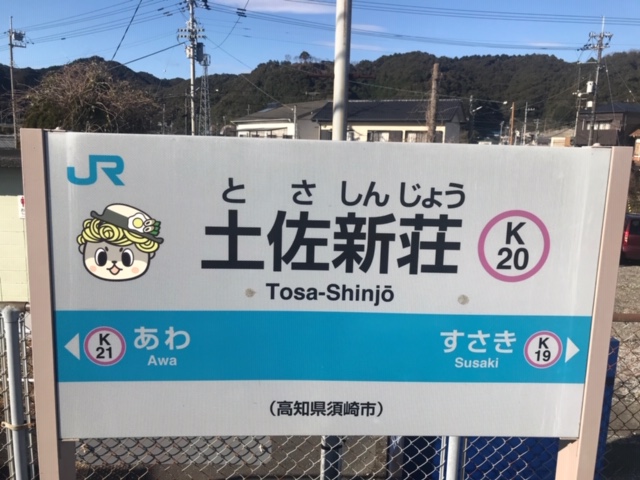 JR
とさしんじょう
土佐新荘
K
20
Tosa-Shinjō
K
21
あわ
Awa
すさき
Susaki
K
19
(高知県須崎市)